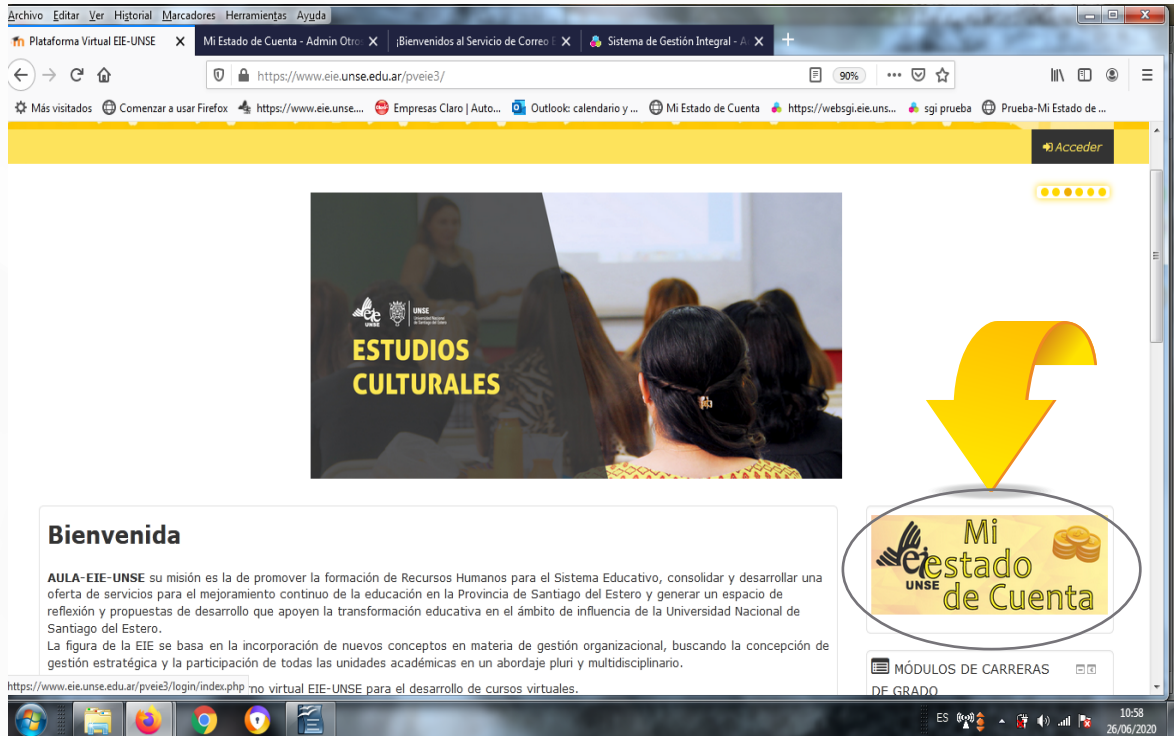 Archivo Editar Ver Historial Marcadores Herramientas Ayuda
Plataforma Virtual EIE-UNSE
Mi Estado de Cuenta - Admin Otro
¡Bienvenidos al Servicio de Correo E
Sistema de Gestión Integral - A
https://www.eie.unse.edu.ar/pveie3/
90%
Más visitados
Comenzar a usar Firefox
https://www.eie.unse....
Empresas Claro | Auto...
Outlook: calendario y ...
Mi Estado de Cuenta
https://websgi.eie.uns...
sgi prueba
Prueba-Mi Estado de ...
Acceder
eie
UNSE
UNSE
Universidad Nacional
de Santiago del Estero
ESTUDIOS
CULTURALES
Bienvenida
AULA-EIE-UNSE su misión es la de promover la formación de Recursos Humanos para el Sistema Educativo, consolidar y desarrollar una
oferta de servicios para el mejoramiento continuo de la educación en la Provincia de Santiago del Estero y generar un espacio de
reflexión y propuestas de desarrollo que apoyen la transformación educativa en el ámbito de influencia de la Universidad Nacional de
Santiago del Estero.
La figura de la EIE se basa en la incorporación de nuevos conceptos en materia de gestión organizacional, buscando la concepción de
gestión estratégica y la participación de todas las unidades académicas en un abordaje pluri y multidisciplinario.
no virtual EIE-UNSE para el desarrollo de cursos virtuales.
eie
UNSE
Mi
estado
de Cuenta
MÓDULOS DE CARRERAS
DE GRADO
https://www.eie.unse.edu.ar/pveie3/login/index.php
ES
10:58
26/06/2020